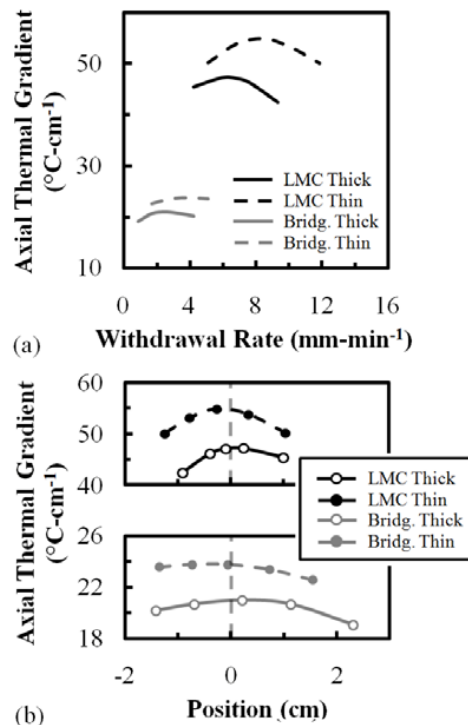 Axial Thermal Gradient
(°C-cm⁻¹)
50
30
10
LMC Thick
LMC Thin
Bridg. Thick
Bridg. Thin
0 4 8 12 16
(a) Withdrawal Rate (mm-min⁻¹)
Axial Thermal Gradient
(°C-cm⁻¹)
60
50
40
26
22
18
LMC Thick
LMC Thin
Bridg. Thick
Bridg. Thin
-2 0 2
(b) Position (cm)